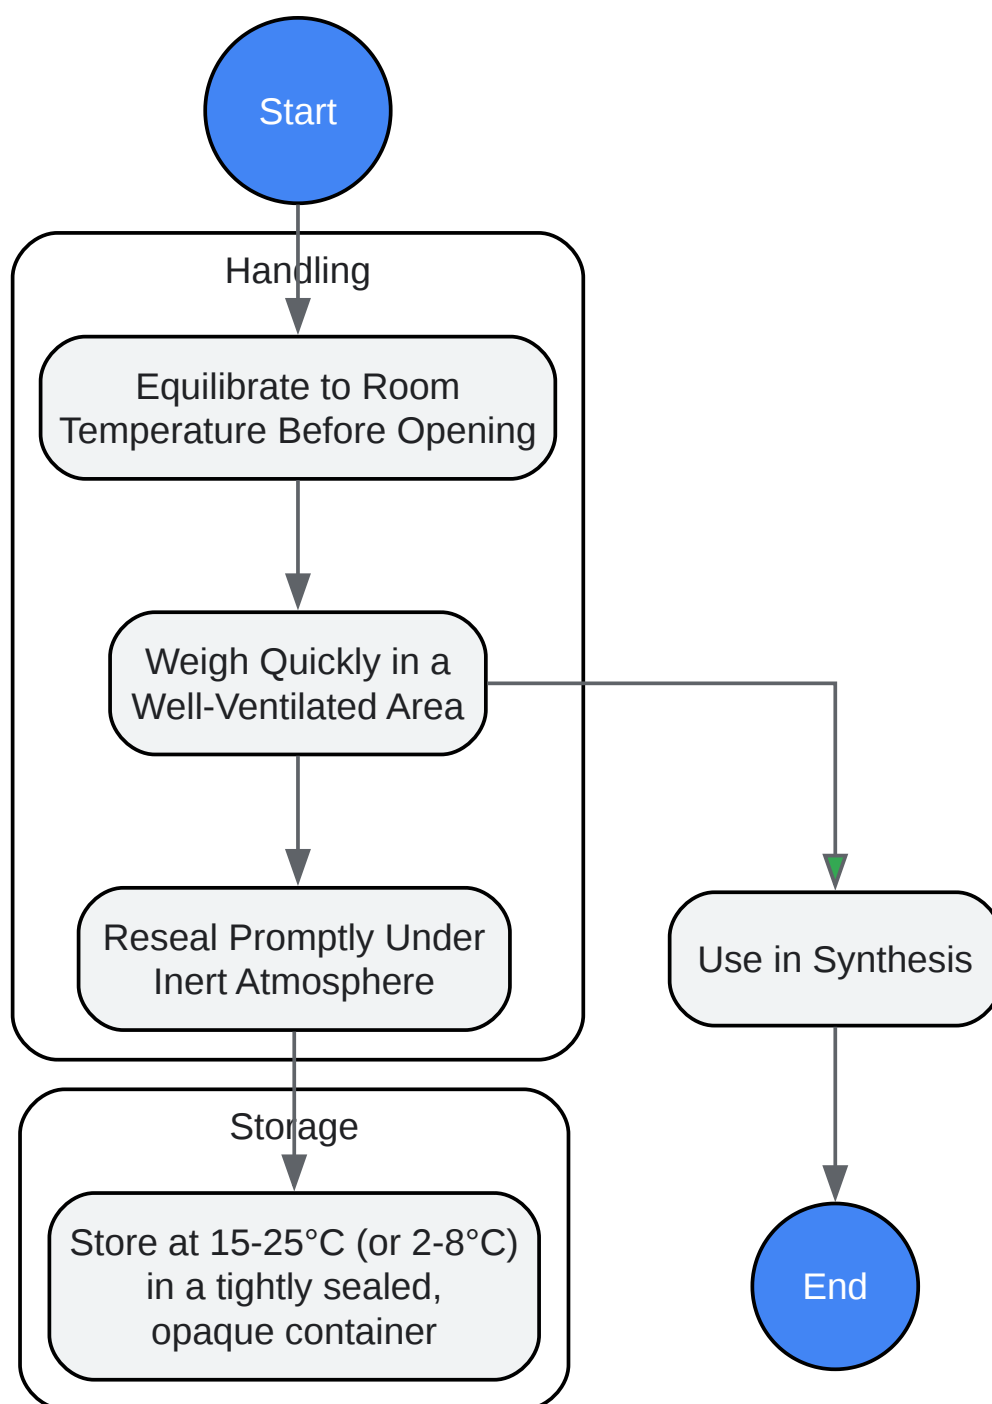 Start
Handling
Equilibrate to Room
Temperature Before Opening
Weigh Quickly in a
Well-Ventilated Area
Reseal Promptly Under
Inert Atmosphere
Use in Synthesis
Storage
Store at 15-25°C (or 2-8°C)
in a tightly sealed,
opaque container
End